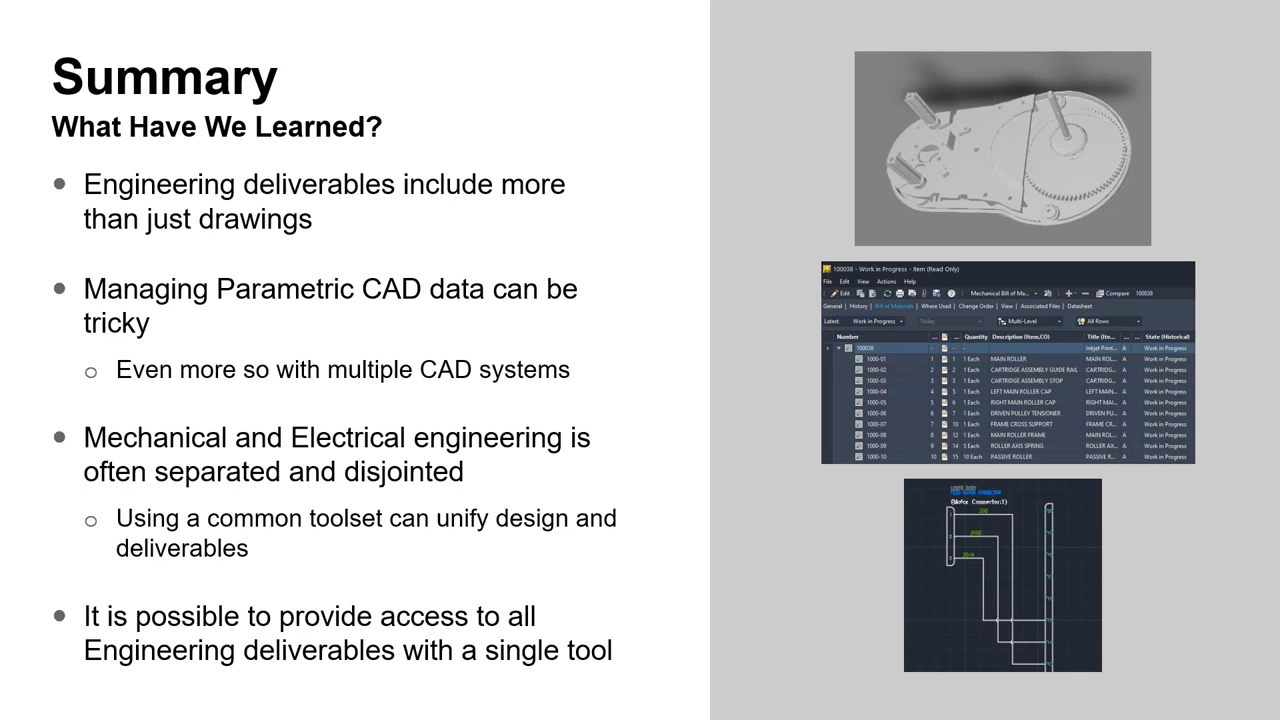 Summary
What Have We Learned?
Engineering deliverables include more
than just drawings
Managing Parametric CAD data can be
tricky
Even more so with multiple CAD systems
Mechanical and Electrical engineering is
often separated and disjointed
Using a common toolset can unify design and
deliverables
It is possible to provide access to all
Engineering deliverables with a single tool
100038 - Work in Progress - Item (Read Only)
File Edit View Actions Help
Edit Mechanical Bill of Ma... Compare 100038
General History Bill of Materials Where Used Change Order View Associated Files Datasheet
Latest Work in Progress Today Multi-Level All Rows
Number ... ... Quantity Description (Item,CO) Title (Ite... ... ... State (Historical)
100038 - - - Inkjet Print... A Work in Progress
1000-01 1 1 1 Each MAIN ROLLER MAIN ROL... A Work in Progress
1000-02 2 2 1 Each CARTRIDGE ASSEMBLY GUIDE RAIL CARTRIDG... A Work in Progress
1000-03 3 3 1 Each CARTRIDGE ASSEMBLY STOP CARTRIDG... A Work in Progress
1000-04 4 4 1 Each LEFT MAIN ROLLER CAP LEFT MAIN... A Work in Progress
1000-05 5 6 1 Each RIGHT MAIN ROLLER CAP RIGHT MAI... A Work in Progress
1000-06 6 7 1 Each DRIVEN PULLEY TENSIONER DRIVEN PU... A Work in Progress
1000-07 7 10 1 Each FRAME CROSS SUPPORT FRAME CR... A Work in Progress
1000-08 8 12 1 Each MAIN ROLLER FRAME MAIN ROL... A Work in Progress
1000-09 9 14 5 Each ROLLER AXIS SPRING ROLLER AX... A Work in Progress
1000-10 10 15 10 Each PASSIVE ROLLER PASSIVE R... A Work in Progress
(Motor Connector:1)